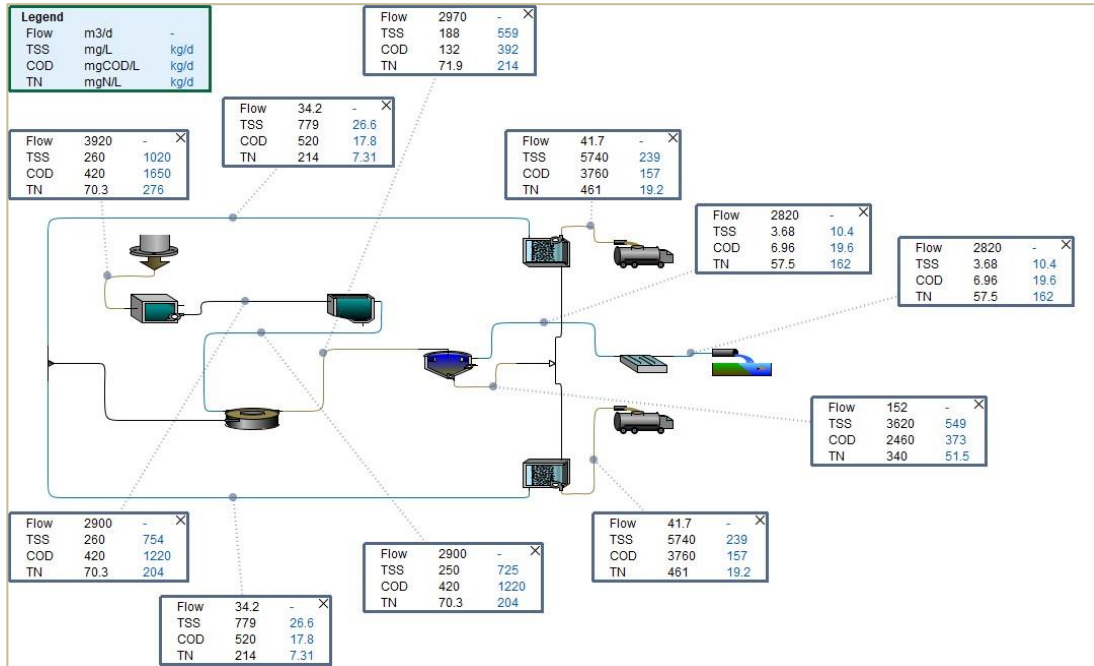 Legend
Flow m3/d -
TSS mg/L kg/d
COD mgCOD/L kg/d
TN mgN/L kg/d
Flow 2970 -
TSS 188 559
COD 132 392
TN 71.9 214
Flow 34.2 -
TSS 779 26.6
COD 520 17.8
TN 214 7.31
Flow 3920 -
TSS 260 1020
COD 420 1650
TN 70.3 276
Flow 41.7 -
TSS 5740 239
COD 3760 157
TN 461 19.2
Flow 2820 -
TSS 3.68 10.4
COD 6.96 19.6
TN 57.5 162
Flow 2820 -
TSS 3.68 10.4
COD 6.96 19.6
TN 57.5 162
Flow 152 -
TSS 3620 549
COD 2460 373
TN 340 51.5
Flow 2900 -
TSS 260 754
COD 420 1220
TN 70.3 204
Flow 2900 -
TSS 250 725
COD 420 1220
TN 70.3 204
Flow 41.7 -
TSS 5740 239
COD 3760 157
TN 461 19.2
Flow 34.2 -
TSS 779 26.6
COD 520 17.8
TN 214 7.31